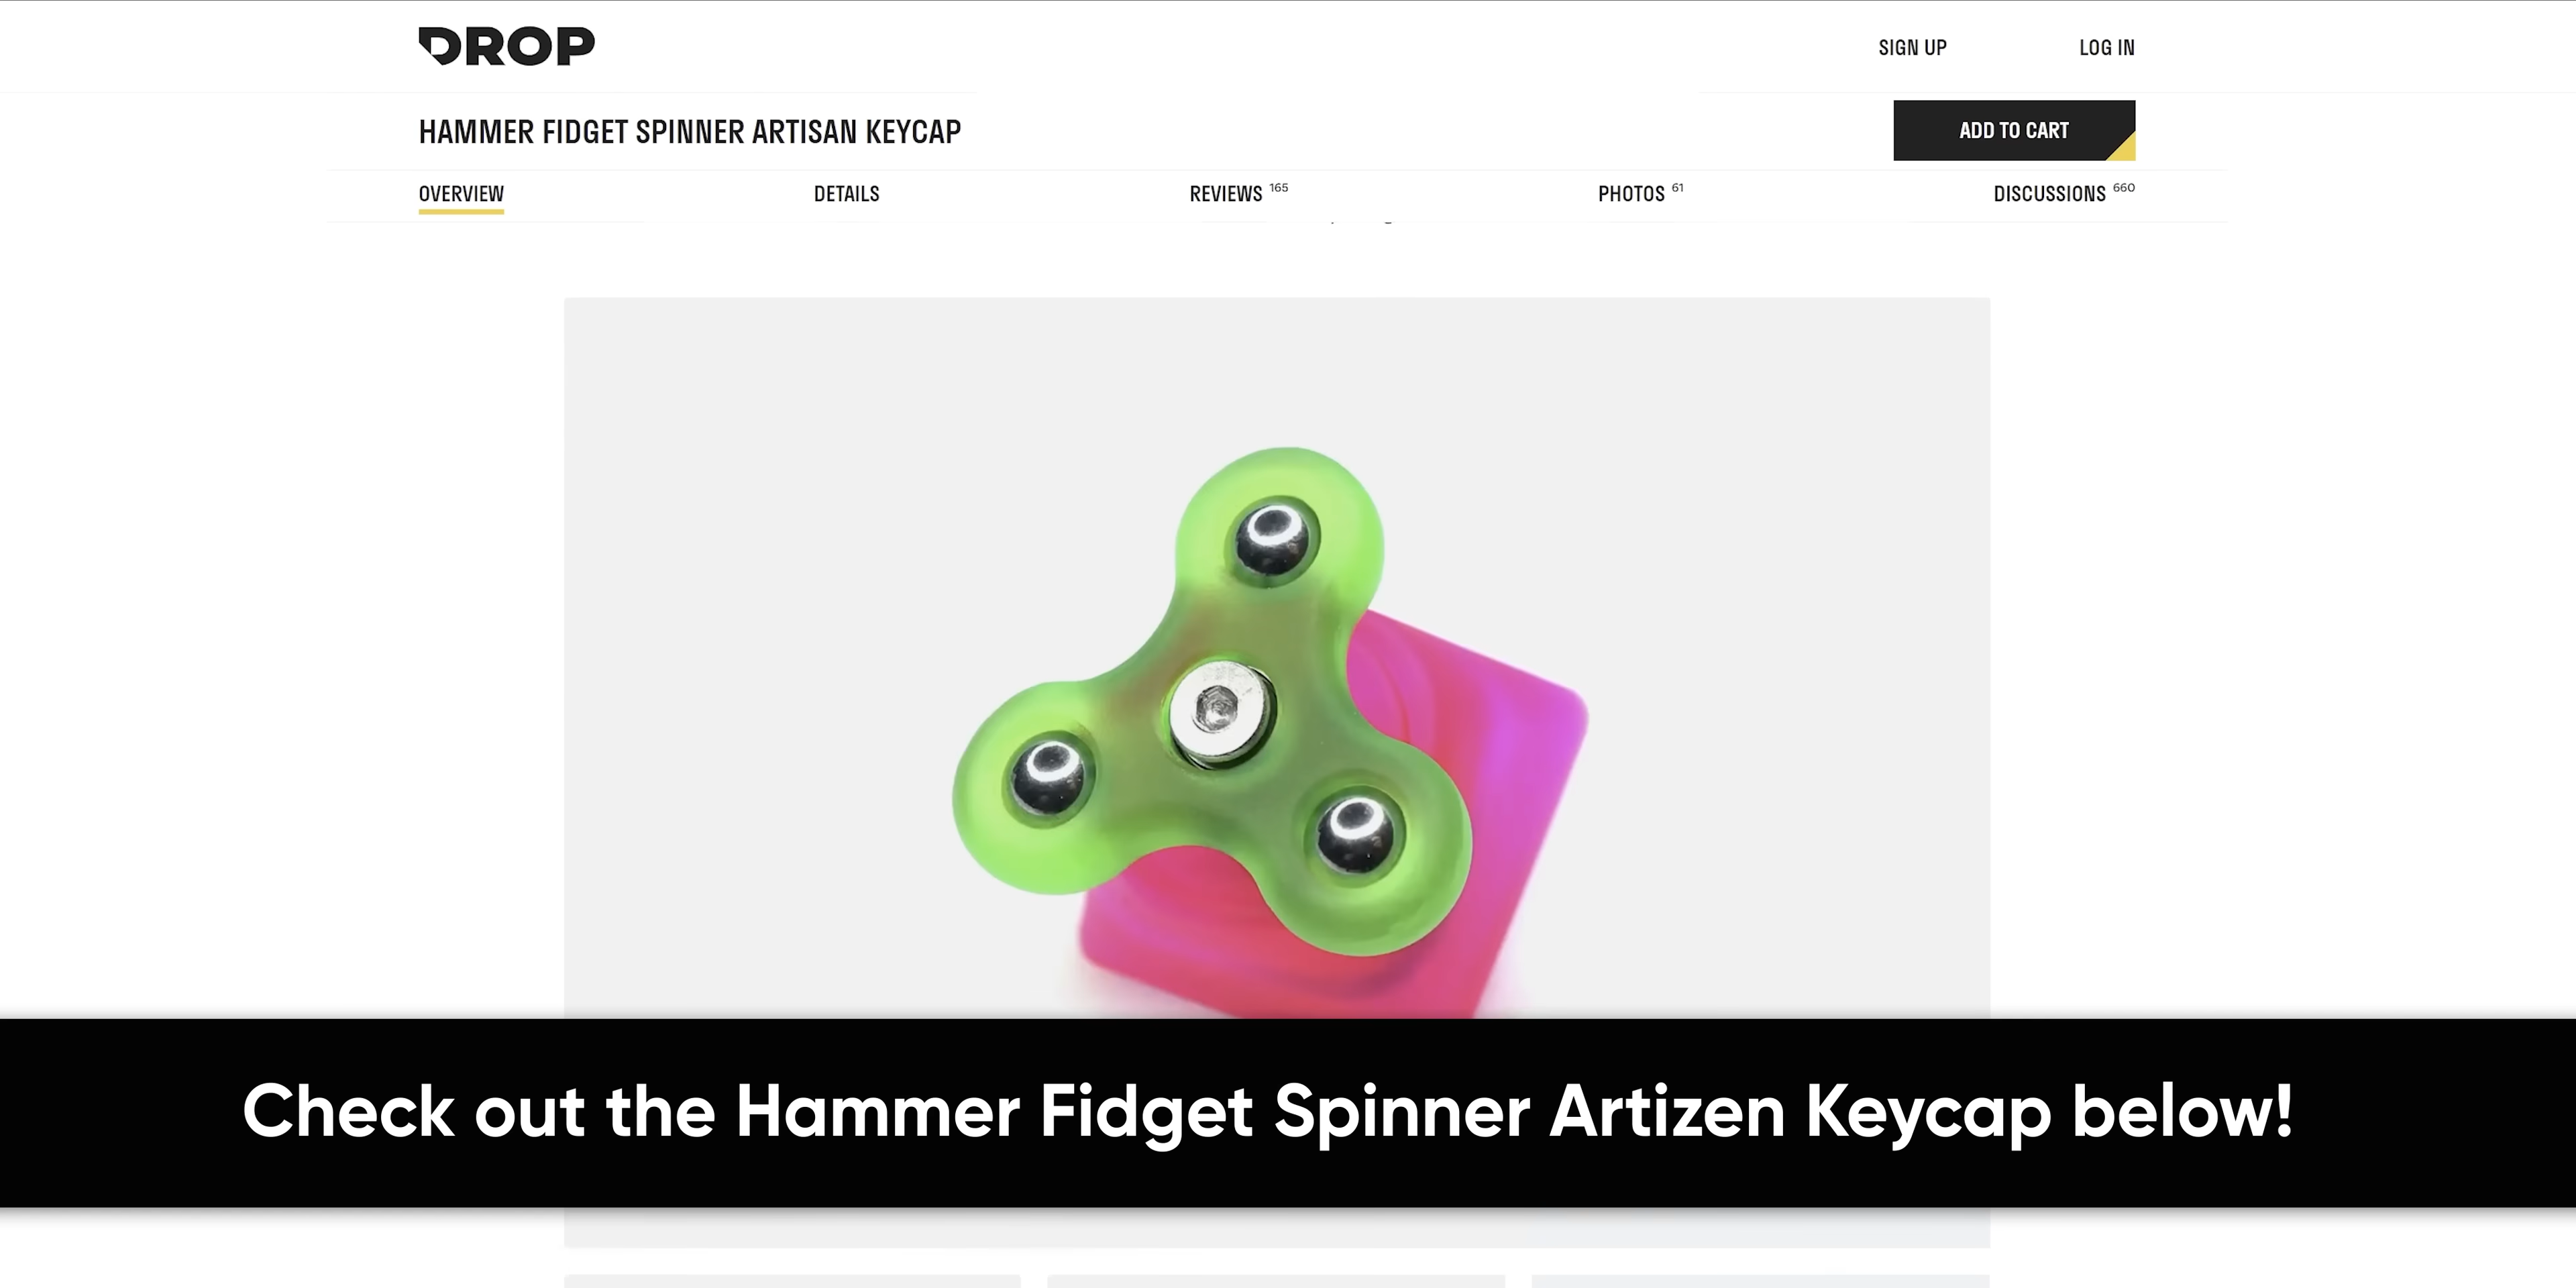 DROP
SIGN UP
LOG IN
HAMMER FIDGET SPINNER ARTISAN KEYCAP
ADD TO CART
OVERVIEW
DETAILS
REVIEWS 165
PHOTOS 61
DISCUSSIONS 660
Check out the Hammer Fidget Spinner Artizen Keycap below!